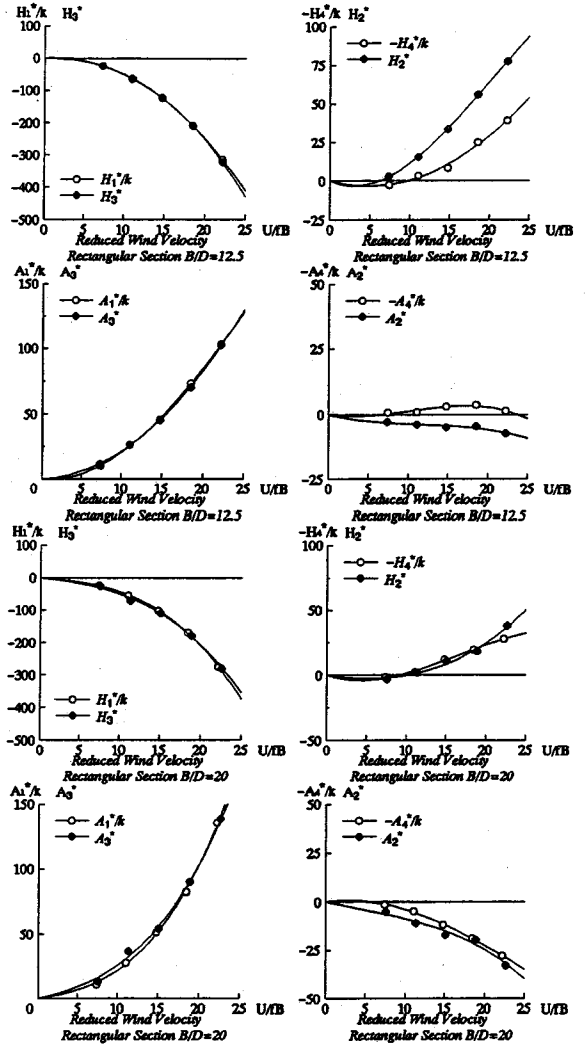 H1*/k H3*
100
0
-100
-200
-300
-400
-500
H1*/k
H3*
0 5 10 15 20 25 U/fB
Reduced Wind Velocity
Rectangular Section B/D=12.5
-H4*/k H2*
100
75
50
25
0
-25
-H4*/k
H2*
0 5 10 15 20 25 U/fB
Reduced Wind Velocity
Rectangular Section B/D=12.5
A1*/k A3*
150
100
50
0
A1*/k
A3*
0 5 10 15 20 25 U/fB
Reduced Wind Velocity
Rectangular Section B/D=12.5
-A4*/k A2*
50
25
0
-25
-A4*/k
A2*
0 5 10 15 20 25 U/fB
Reduced Wind Velocity
Rectangular Section B/D=12.5
H1*/k H3*
100
0
-100
-200
-300
-400
-500
H1*/k
H3*
0 5 10 15 20 25 U/fB
Reduced Wind Velocity
Rectangular Section B/D=20
-H4*/k H2*
100
50
0
-50
-H4*/k
H2*
0 5 10 15 20 25 U/fB
Reduced Wind Velocity
Rectangular Section B/D=20
A1*/k A3*
150
100
50
A1*/k
A3*
0 5 10 15 20 25 U/fB
Reduced Wind Velocity
Rectangular Section B/D=20
-A4*/k A2*
50
25
0
-25
-50
-A4*/k
A2*
0 5 10 15 20 25 U/fB
Reduced Wind Velocity
Rectangular Section B/D=20